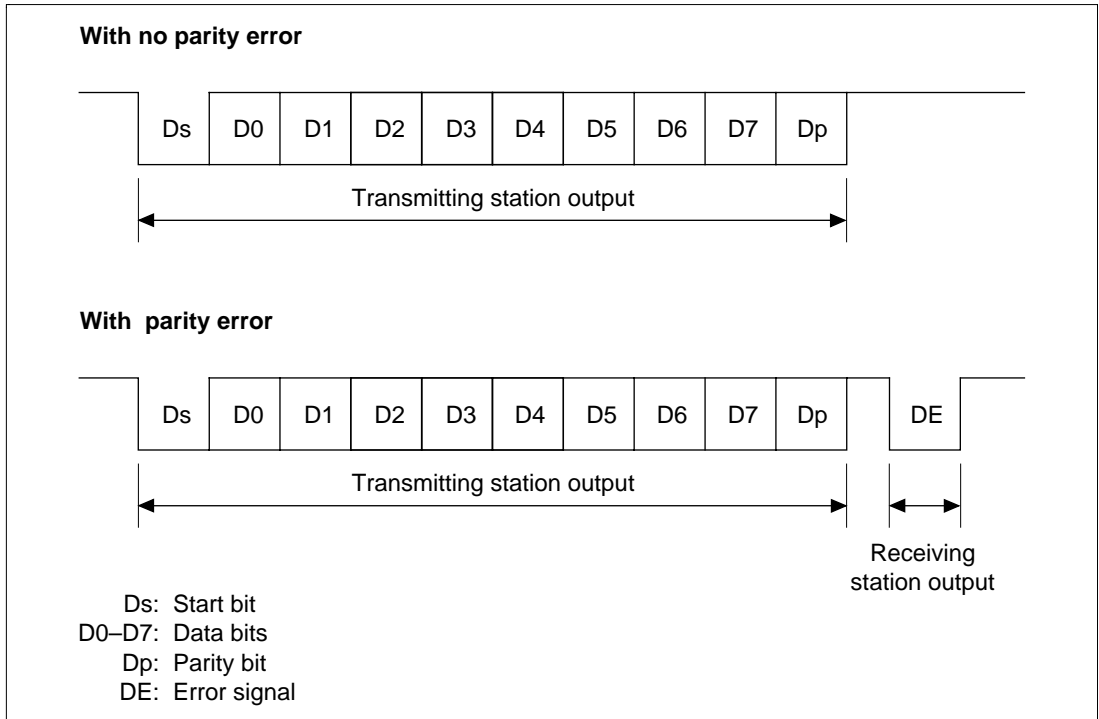 With no parity error
Ds D0 D1 D2 D3 D4 D5 D6 D7 Dp
Transmitting station output
With parity error
Ds D0 D1 D2 D3 D4 D5 D6 D7 Dp DE
Transmitting station output
Receiving
station output
Ds: Start bit
D0–D7: Data bits
Dp: Parity bit
DE: Error signal